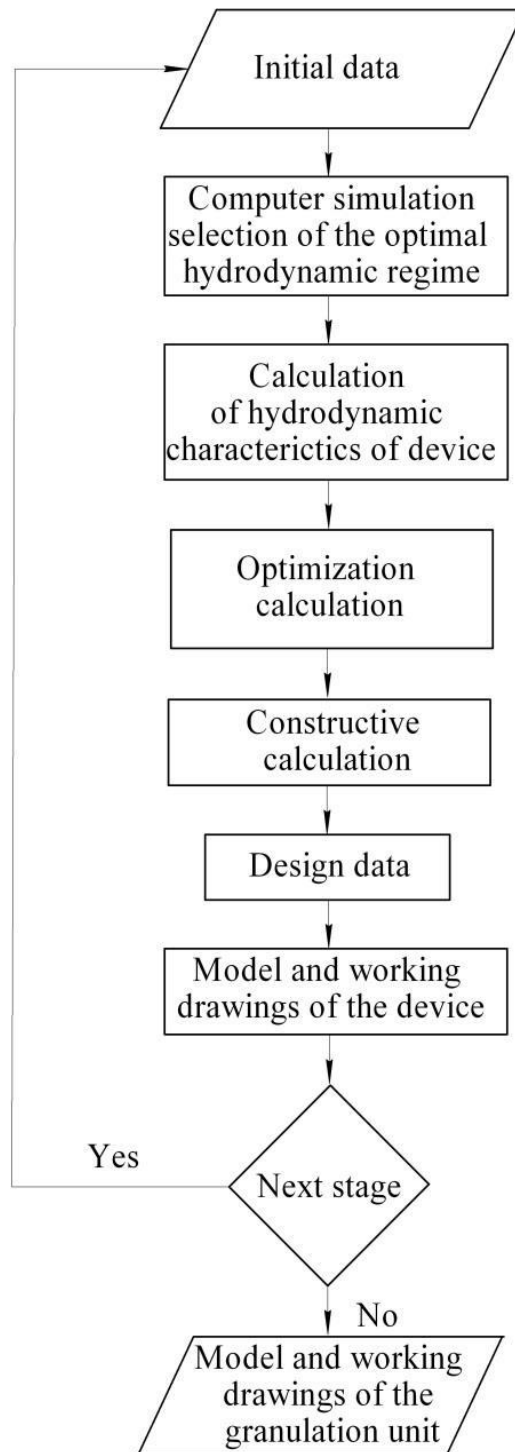 Initial data
Computer simulation
selection of the optimal
hydrodynamic regime
Calculation
of hydrodynamic
characterictics of device
Optimization
calculation
Constructive
calculation
Design data
Model and working
drawings of the device
Yes
Next stage
No
Model and working
drawings of the
granulation unit